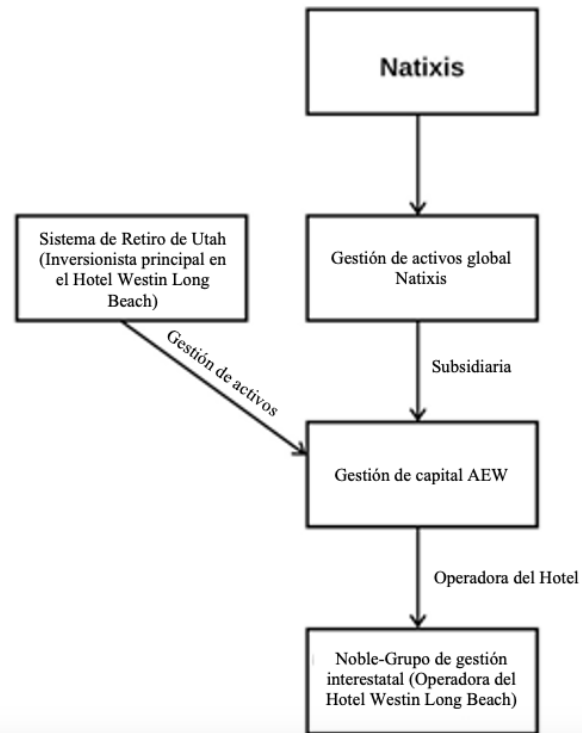 Natixis
Sistema de Retiro de Utah
(Inversionista principal en
el Hotel Westin Long
Beach)
Gestión de activos global
Natixis
Gestión de activos
Subsidiaria
Gestión de capital AEW
Operadora del Hotel
Noble-Grupo de gestión
interestatal (Operadora del
Hotel Westin Long Beach)